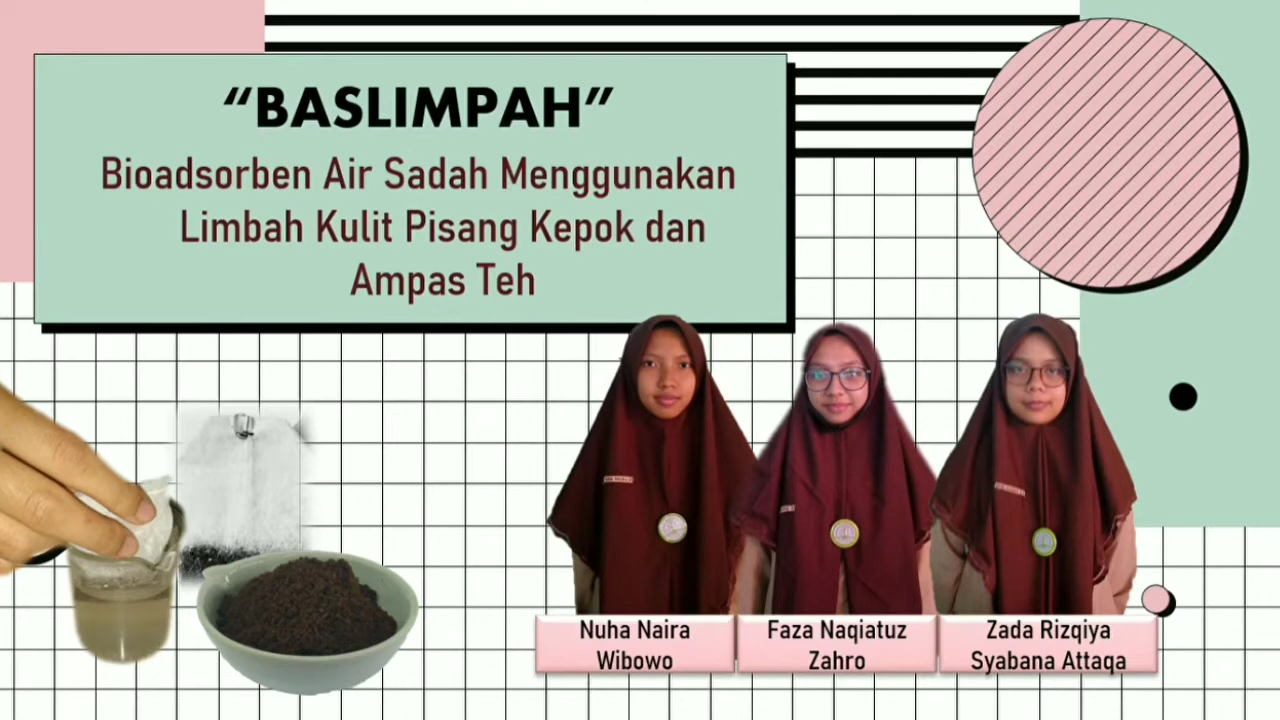 “BASLIMPAH”
Bioadsorben Air Sadah Menggunakan
Limbah Kulit Pisang Kepok dan
Ampas Teh
Nuha Naira
Wibowo
Faza Naqiatuz
Zahro
Zada Rizqiya
Syabana Attaqa